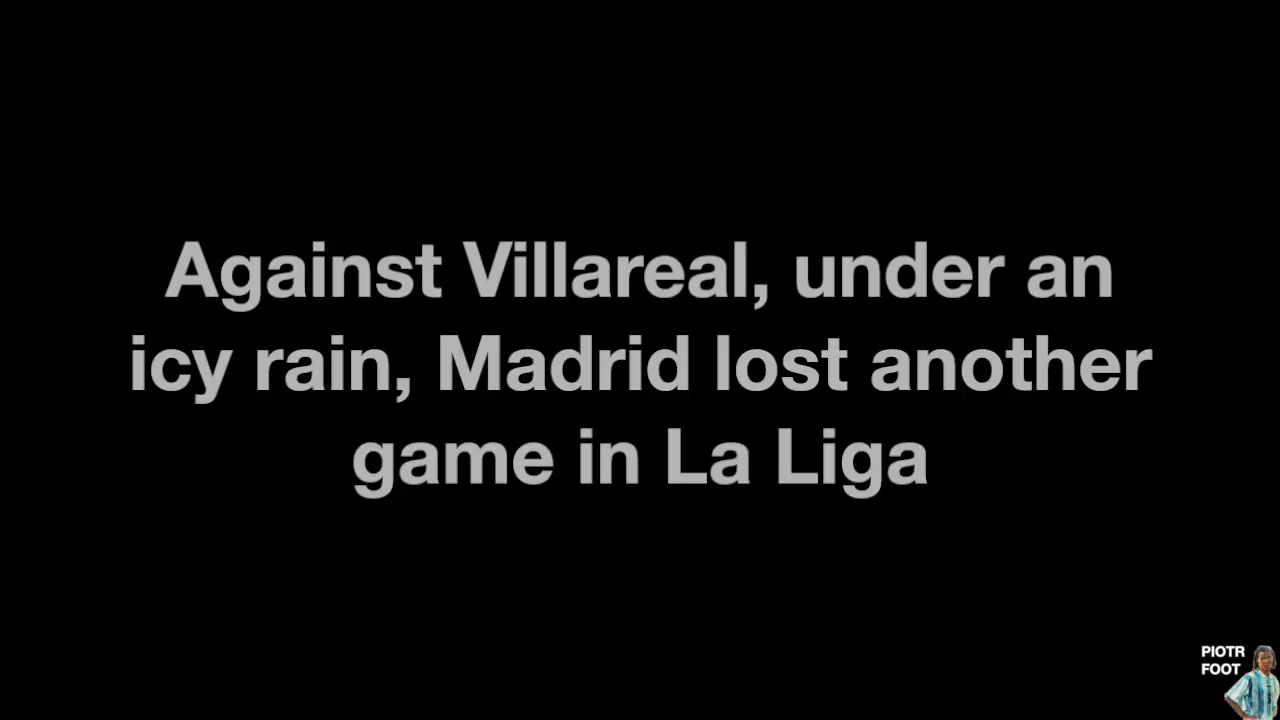 Against Villareal, under an
icy rain, Madrid lost another
game in La Liga
PIOTR
FOOT